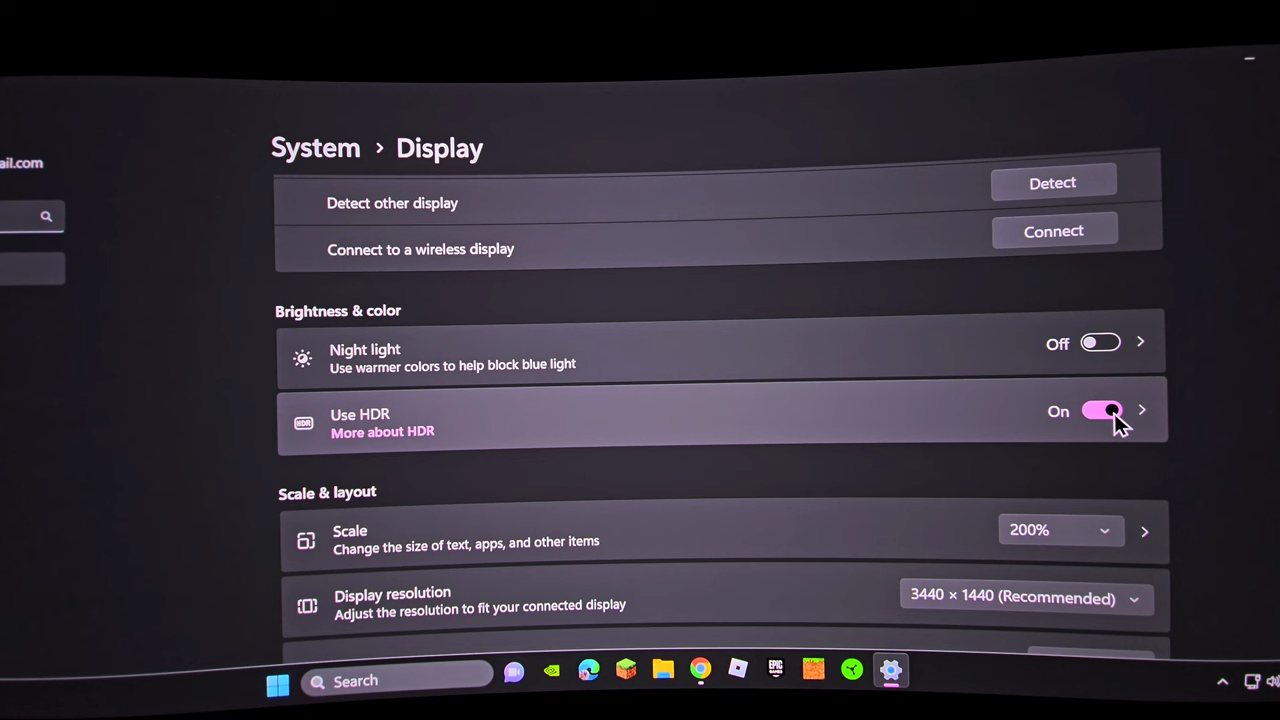 System > Display
ail.com
Detect other display
Detect
Connect to a wireless display
Connect
Brightness & color
Night light
Use warmer colors to help block blue light
Off
HDR
Use HDR
More about HDR
On
Scale & layout
Scale
Change the size of text, apps, and other items
200%
Display resolution
Adjust the resolution to fit your connected display
3440 × 1440 (Recommended)
Search
EPIC
GAMES